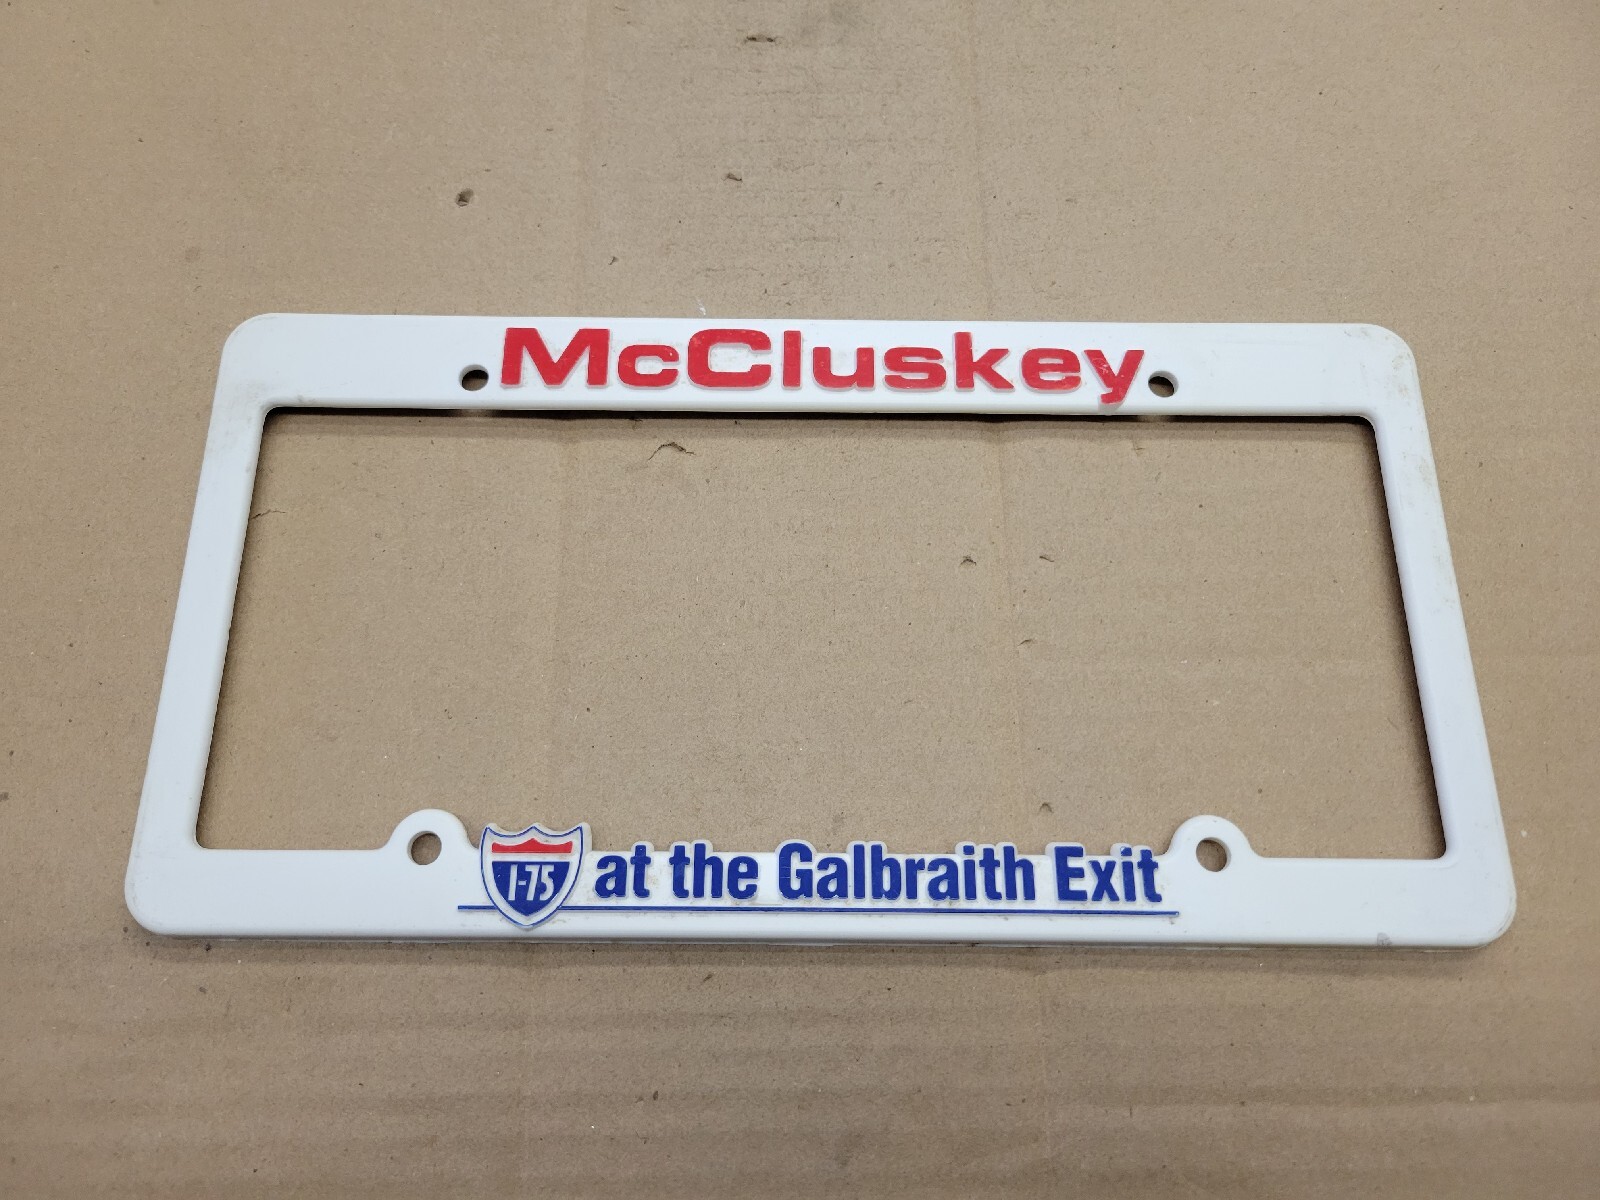 McCluskey
I-75 at the Galbraith Exit